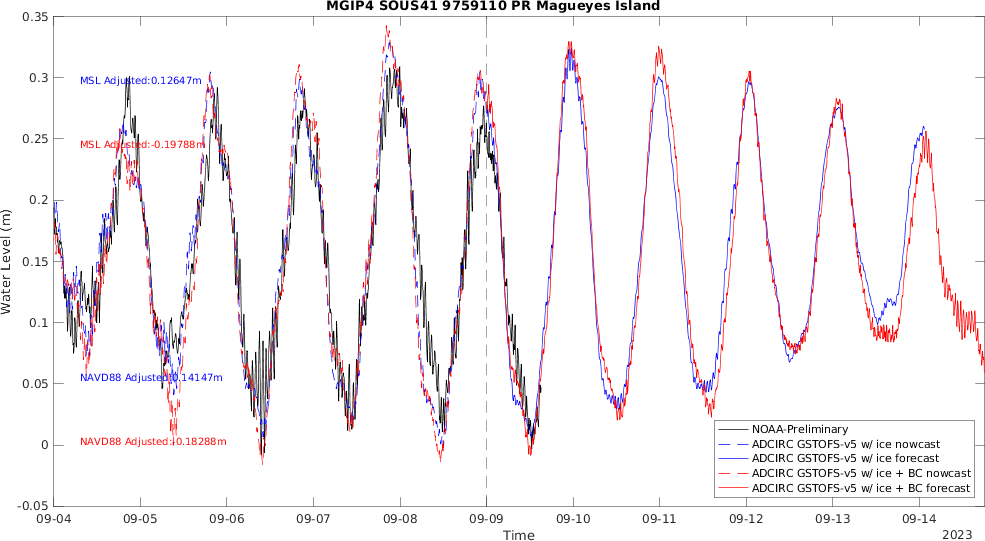 MGIP4 SOUS41 9759110 PR Magueyes Island
0.35
0.3
0.25
0.2
0.15
0.1
0.05
0
-0.05
Water Level (m)
MSL Adjusted:0.12647m
MSL Adjusted:-0.19788m
NAVD88 Adjusted:0.14147m
NAVD88 Adjusted:-0.18288m
NOAA-Preliminary
ADCIRC GSTOFS-v5 w/ ice nowcast
ADCIRC GSTOFS-v5 w/ ice forecast
ADCIRC GSTOFS-v5 w/ ice + BC nowcast
ADCIRC GSTOFS-v5 w/ ice + BC forecast
09-04 09-05 09-06 09-07 09-08 09-09 09-10 09-11 09-12 09-13 09-14
Time
2023